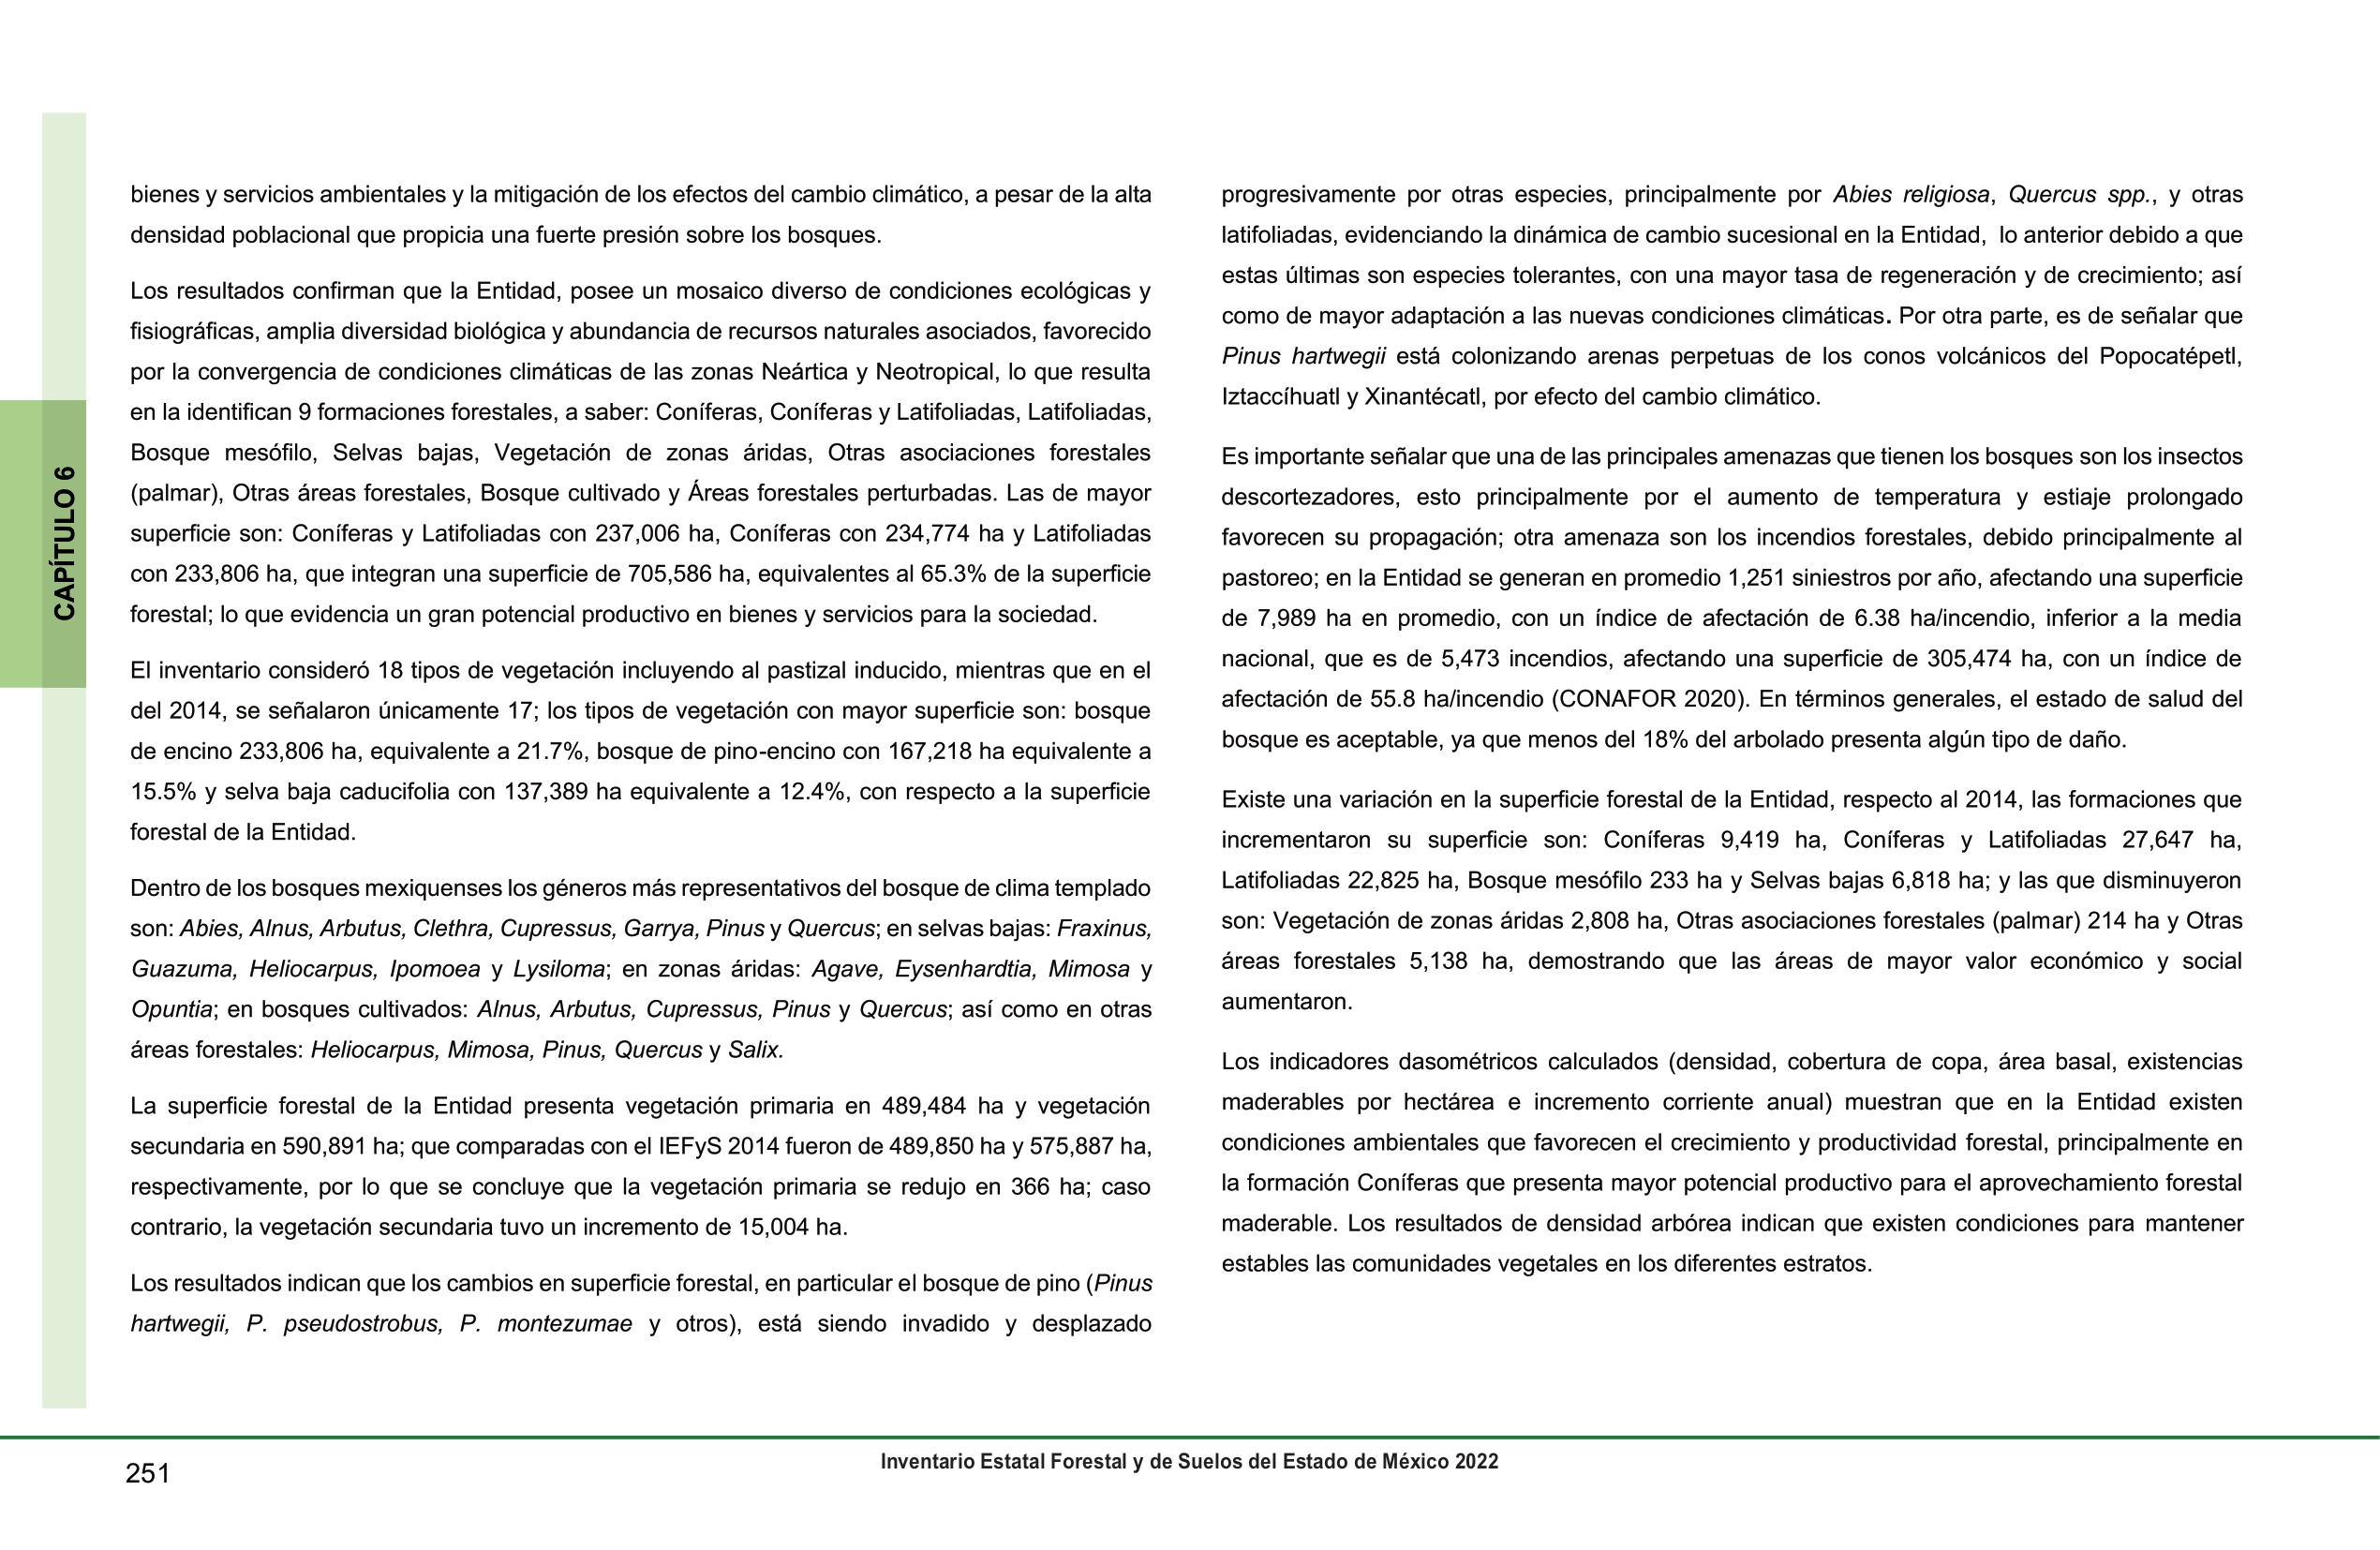 CAPÍTULO 6
bienes y servicios ambientales y la mitigación de los efectos del cambio climático, a pesar de la alta
densidad poblacional que propicia una fuerte presión sobre los bosques.
Los resultados confirman que la Entidad, posee un mosaico diverso de condiciones ecológicas y
fisiográficas, amplia diversidad biológica y abundancia de recursos naturales asociados, favorecido
por la convergencia de condiciones climáticas de las zonas Neártica y Neotropical, lo que resulta
en la identifican 9 formaciones forestales, a saber: Coníferas, Coníferas y Latifoliadas, Latifoliadas,
Bosque mesófilo, Selvas bajas, Vegetación de zonas áridas, Otras asociaciones forestales
(palmar), Otras áreas forestales, Bosque cultivado y Áreas forestales perturbadas. Las de mayor
superficie son: Coníferas y Latifoliadas con 237,006 ha, Coníferas con 234,774 ha y Latifoliadas
con 233,806 ha, que integran una superficie de 705,586 ha, equivalentes al 65.3% de la superficie
forestal; lo que evidencia un gran potencial productivo en bienes y servicios para la sociedad.
El inventario consideró 18 tipos de vegetación incluyendo al pastizal inducido, mientras que en el
del 2014, se señalaron únicamente 17; los tipos de vegetación con mayor superficie son: bosque
de encino 233,806 ha, equivalente a 21.7%, bosque de pino-encino con 167,218 ha equivalente a
15.5% y selva baja caducifolia con 137,389 ha equivalente a 12.4%, con respecto a la superficie
forestal de la Entidad.
Dentro de los bosques mexiquenses los géneros más representativos del bosque de clima templado
son: Abies, Alnus, Arbutus, Clethra, Cupressus, Garrya, Pinus y Quercus; en selvas bajas: Fraxinus,
Guazuma, Heliocarpus, Ipomoea y Lysiloma; en zonas áridas: Agave, Eysenhardtia, Mimosa y
Opuntia; en bosques cultivados: Alnus, Arbutus, Cupressus, Pinus y Quercus; así como en otras
áreas forestales: Heliocarpus, Mimosa, Pinus, Quercus y Salix.
La superficie forestal de la Entidad presenta vegetación primaria en 489,484 ha y vegetación
secundaria en 590,891 ha; que comparadas con el IEFyS 2014 fueron de 489,850 ha y 575,887 ha,
respectivamente, por lo que se concluye que la vegetación primaria se redujo en 366 ha; caso
contrario, la vegetación secundaria tuvo un incremento de 15,004 ha.
Los resultados indican que los cambios en superficie forestal, en particular el bosque de pino (Pinus
hartwegii, P. pseudostrobus, P. montezumae y otros), está siendo invadido y desplazado
progresivamente por otras especies, principalmente por Abies religiosa, Quercus spp., y otras
latifoliadas, evidenciando la dinámica de cambio sucesional en la Entidad, lo anterior debido a que
estas últimas son especies tolerantes, con una mayor tasa de regeneración y de crecimiento; así
como de mayor adaptación a las nuevas condiciones climáticas. Por otra parte, es de señalar que
Pinus hartwegii está colonizando arenas perpetuas de los conos volcánicos del Popocatépetl,
Iztaccíhuatl y Xinantécatl, por efecto del cambio climático.
Es importante señalar que una de las principales amenazas que tienen los bosques son los insectos
descortezadores, esto principalmente por el aumento de temperatura y estiaje prolongado
favorecen su propagación; otra amenaza son los incendios forestales, debido principalmente al
pastoreo; en la Entidad se generan en promedio 1,251 siniestros por año, afectando una superficie
de 7,989 ha en promedio, con un índice de afectación de 6.38 ha/incendio, inferior a la media
nacional, que es de 5,473 incendios, afectando una superficie de 305,474 ha, con un índice de
afectación de 55.8 ha/incendio (CONAFOR 2020). En términos generales, el estado de salud del
bosque es aceptable, ya que menos del 18% del arbolado presenta algún tipo de daño.
Existe una variación en la superficie forestal de la Entidad, respecto al 2014, las formaciones que
incrementaron su superficie son: Coníferas 9,419 ha, Coníferas y Latifoliadas 27,647 ha,
Latifoliadas 22,825 ha, Bosque mesófilo 233 ha y Selvas bajas 6,818 ha; y las que disminuyeron
son: Vegetación de zonas áridas 2,808 ha, Otras asociaciones forestales (palmar) 214 ha y Otras
áreas forestales 5,138 ha, demostrando que las áreas de mayor valor económico y social
aumentaron.
Los indicadores dasométricos calculados (densidad, cobertura de copa, área basal, existencias
maderables por hectárea e incremento corriente anual) muestran que en la Entidad existen
condiciones ambientales que favorecen el crecimiento y productividad forestal, principalmente en
la formación Coníferas que presenta mayor potencial productivo para el aprovechamiento forestal
maderable. Los resultados de densidad arbórea indican que existen condiciones para mantener
estables las comunidades vegetales en los diferentes estratos.
251
Inventario Estatal Forestal y de Suelos del Estado de México 2022